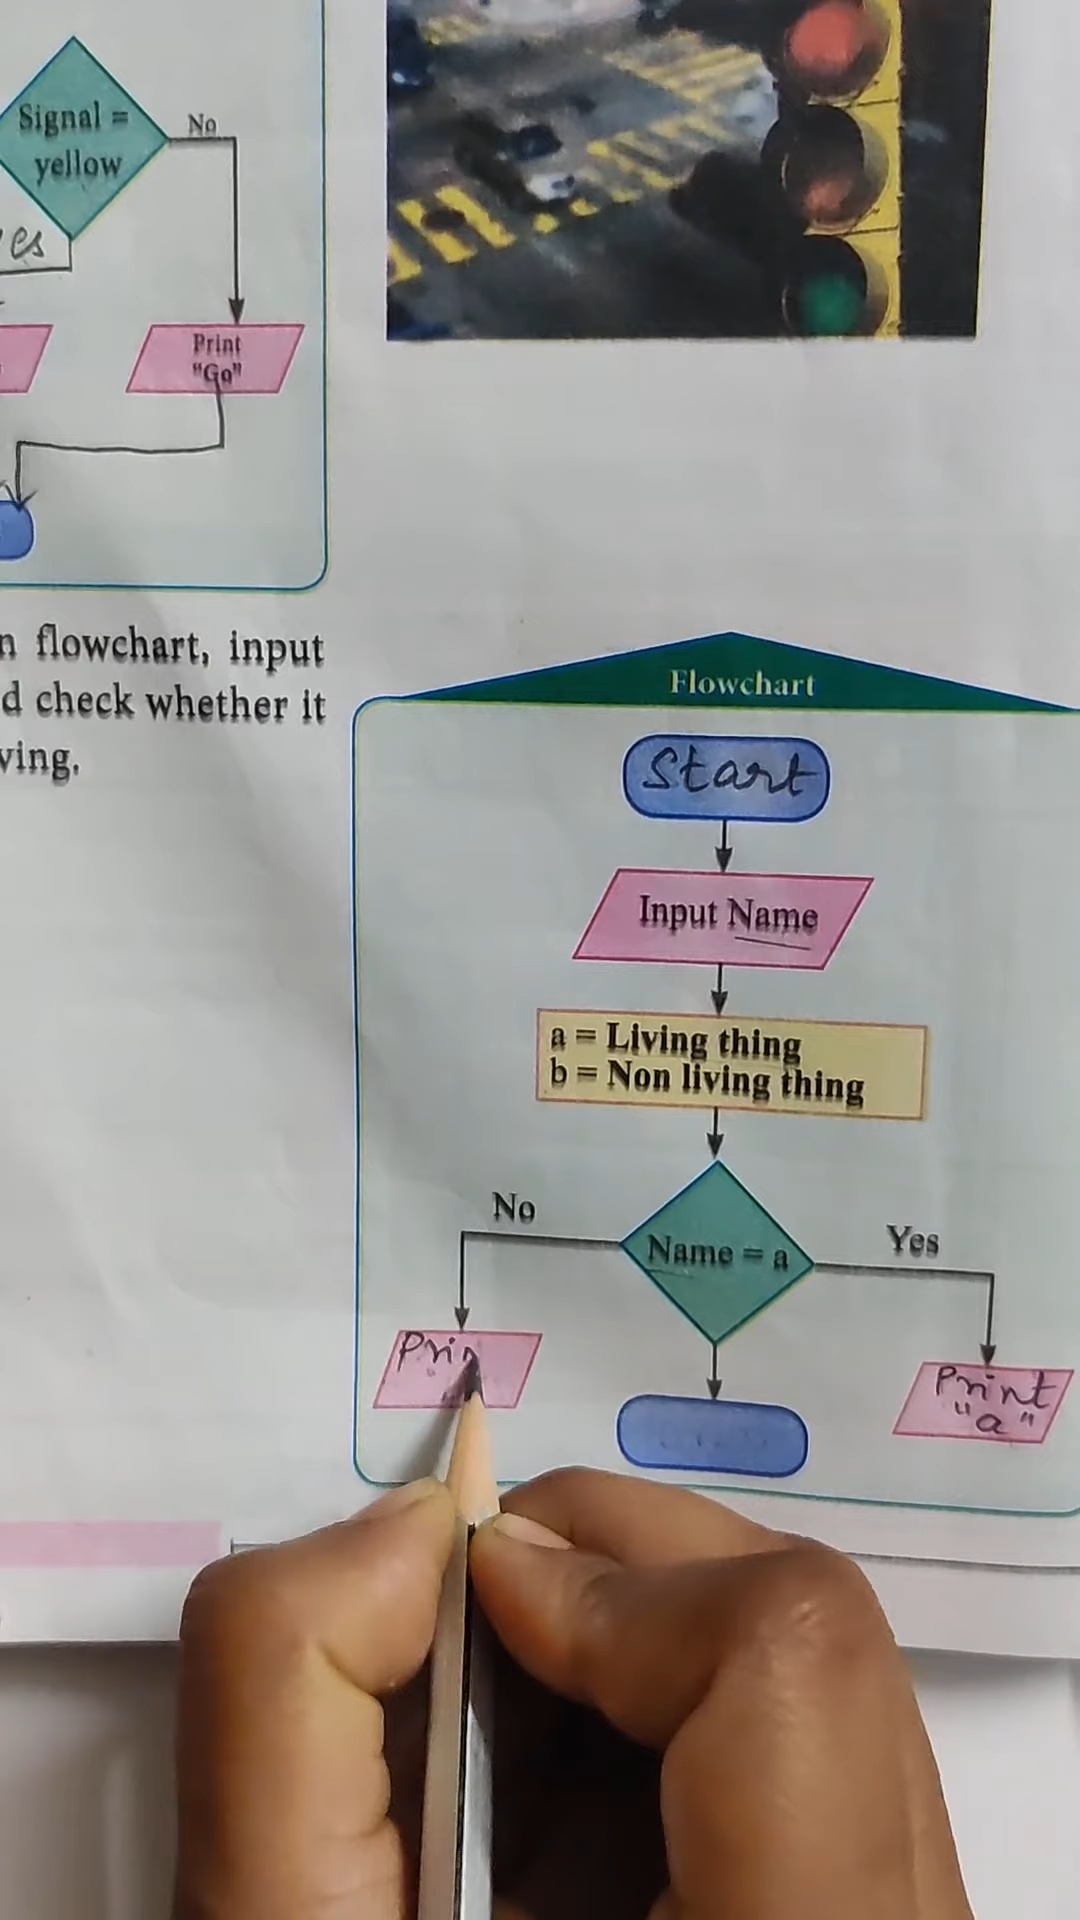 Signal =
yellow
No
es
Print
"Go"
n flowchart, input
d check whether it
ving.
Flowchart
Start
Input Name
a = Living thing
b = Non living thing
No
Name = a
Yes
Prin
Print
"a"